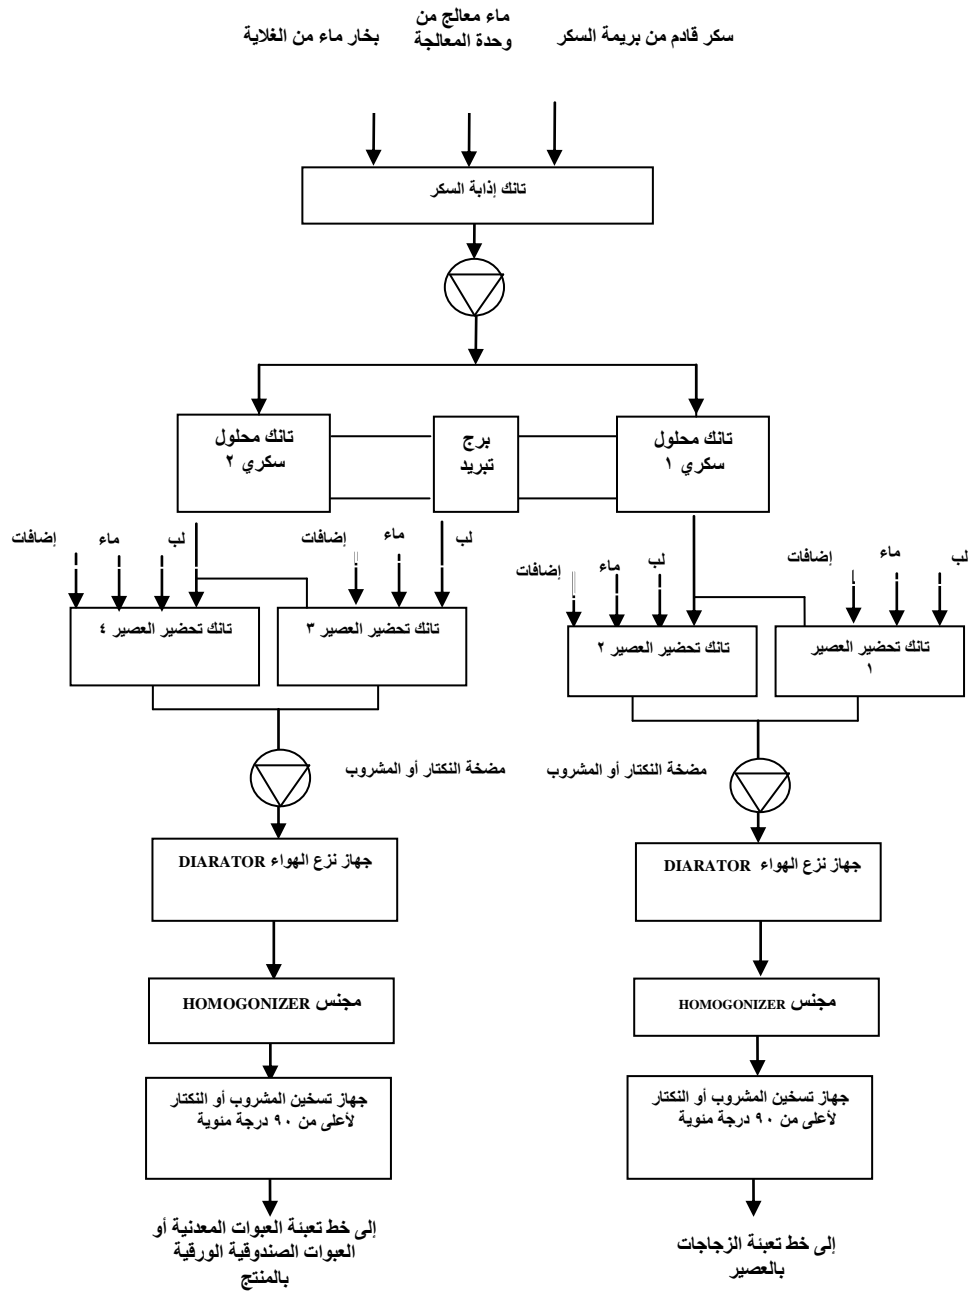 سكر قادم من بريمة السكر
ماء معالج من
وحدة المعالجة
بخار ماء من الغلاية
تانك إذابة السكر
تانك محلول
سكري ١
برج
تبريد
تانك محلول
سكري ٢
لب
ماء
إضافات
لب
ماء
إضافات
لب
ماء
إضافات
لب
ماء
إضافات
تانك تحضير العصير
١
تانك تحضير العصير ٢
تانك تحضير العصير ٣
تانك تحضير العصير ٤
مضخة النكتار أو المشروب
مضخة النكتار أو المشروب
جهاز نزع الهواء DIARATOR
جهاز نزع الهواء DIARATOR
مجنس HOMOGONIZER
مجنس HOMOGONIZER
جهاز تسخين المشروب أو النكتار
لأعلى من ٩٠ درجة مئوية
جهاز تسخين المشروب أو النكتار
لأعلى من ٩٠ درجة مئوية
إلى خط تعبئة الزجاجات
بالعصير
إلى خط تعبئة العبوات المعدنية أو
العبوات الصندوقية الورقية
بالمنتج